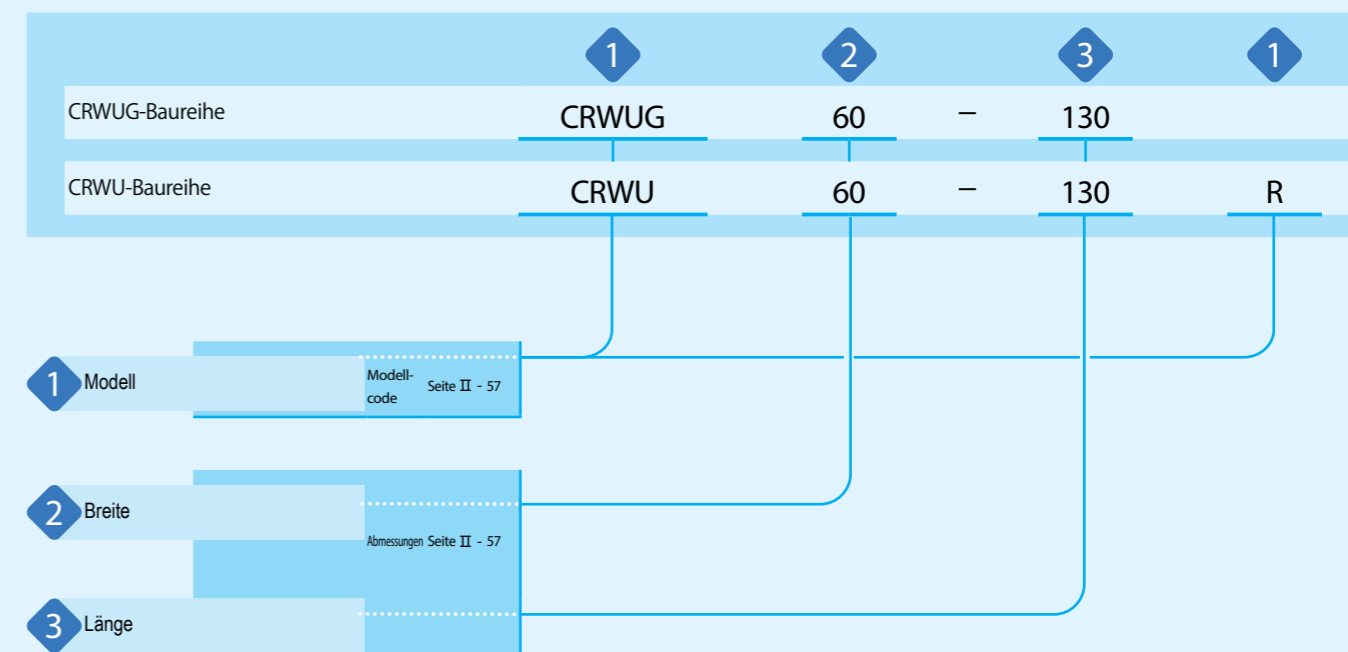 1 2 3 1
CRWUG-Baureihe CRWUG 60 – 130
CRWU-Baureihe CRWU 60 – 130 R
1 Modell
Modell-
code
Seite II - 57
2 Breite
Abmessungen Seite II - 57
3 Länge